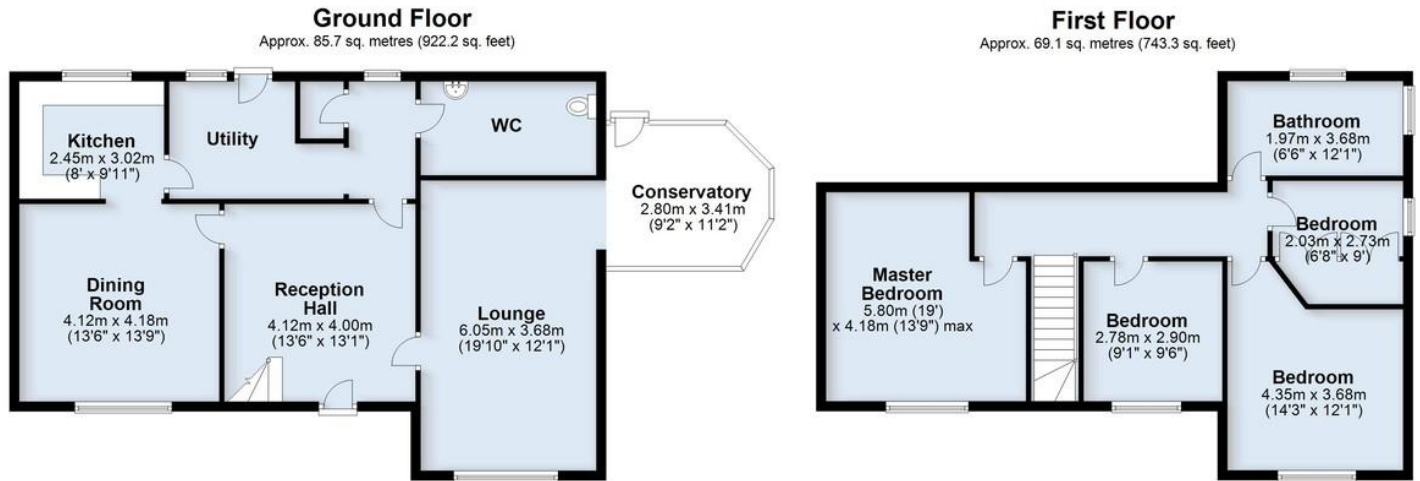 Ground Floor
Approx. 85.7 sq. metres (922.2 sq. feet)
Kitchen
2.45m x 3.02m
(8' x 9'11")
Utility
WC
Conservatory
2.80m x 3.41m
(9'2" x 11'2")
Dining
Room
4.12m x 4.18m
(13'6" x 13'9")
Reception
Hall
4.12m x 4.00m
(13'6" x 13'1")
Lounge
6.05m x 3.68m
(19'10" x 12'1")
First Floor
Approx. 69.1 sq. metres (743.3 sq. feet)
Bathroom
1.97m x 3.68m
(6'6" x 12'1")
Bedroom
2.03m x 2.73m
(6'8" x 9')
Master
Bedroom
5.80m (19')
x 4.18m (13'9") max
Bedroom
2.78m x 2.90m
(9'1" x 9'6")
Bedroom
4.35m x 3.68m
(14'3" x 12'1")